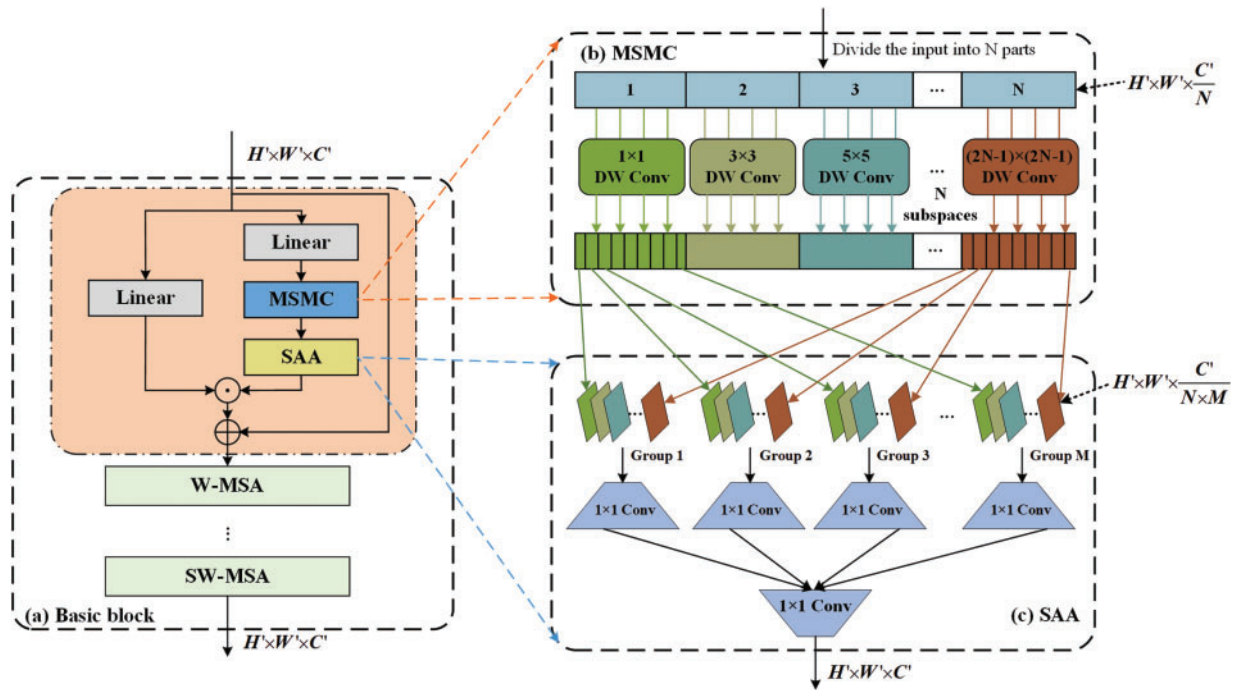 H'×W'×C'
Linear
Linear
MSMC
SAA
W-MSA
⋮
SW-MSA
(a) Basic block
H'×W'×C'
(b) MSMC
Divide the input into N parts
1 2 3 ... N
H'×W'×C'/N
1×1 DW Conv
3×3 DW Conv
5×5 DW Conv
... N subspaces
(2N-1)×(2N-1) DW Conv
...
H'×W'×C'/N×M
... ... ... ... ...
Group 1 Group 2 Group 3 Group M
1×1 Conv 1×1 Conv 1×1 Conv 1×1 Conv
1×1 Conv
(c) SAA
H'×W'×C'